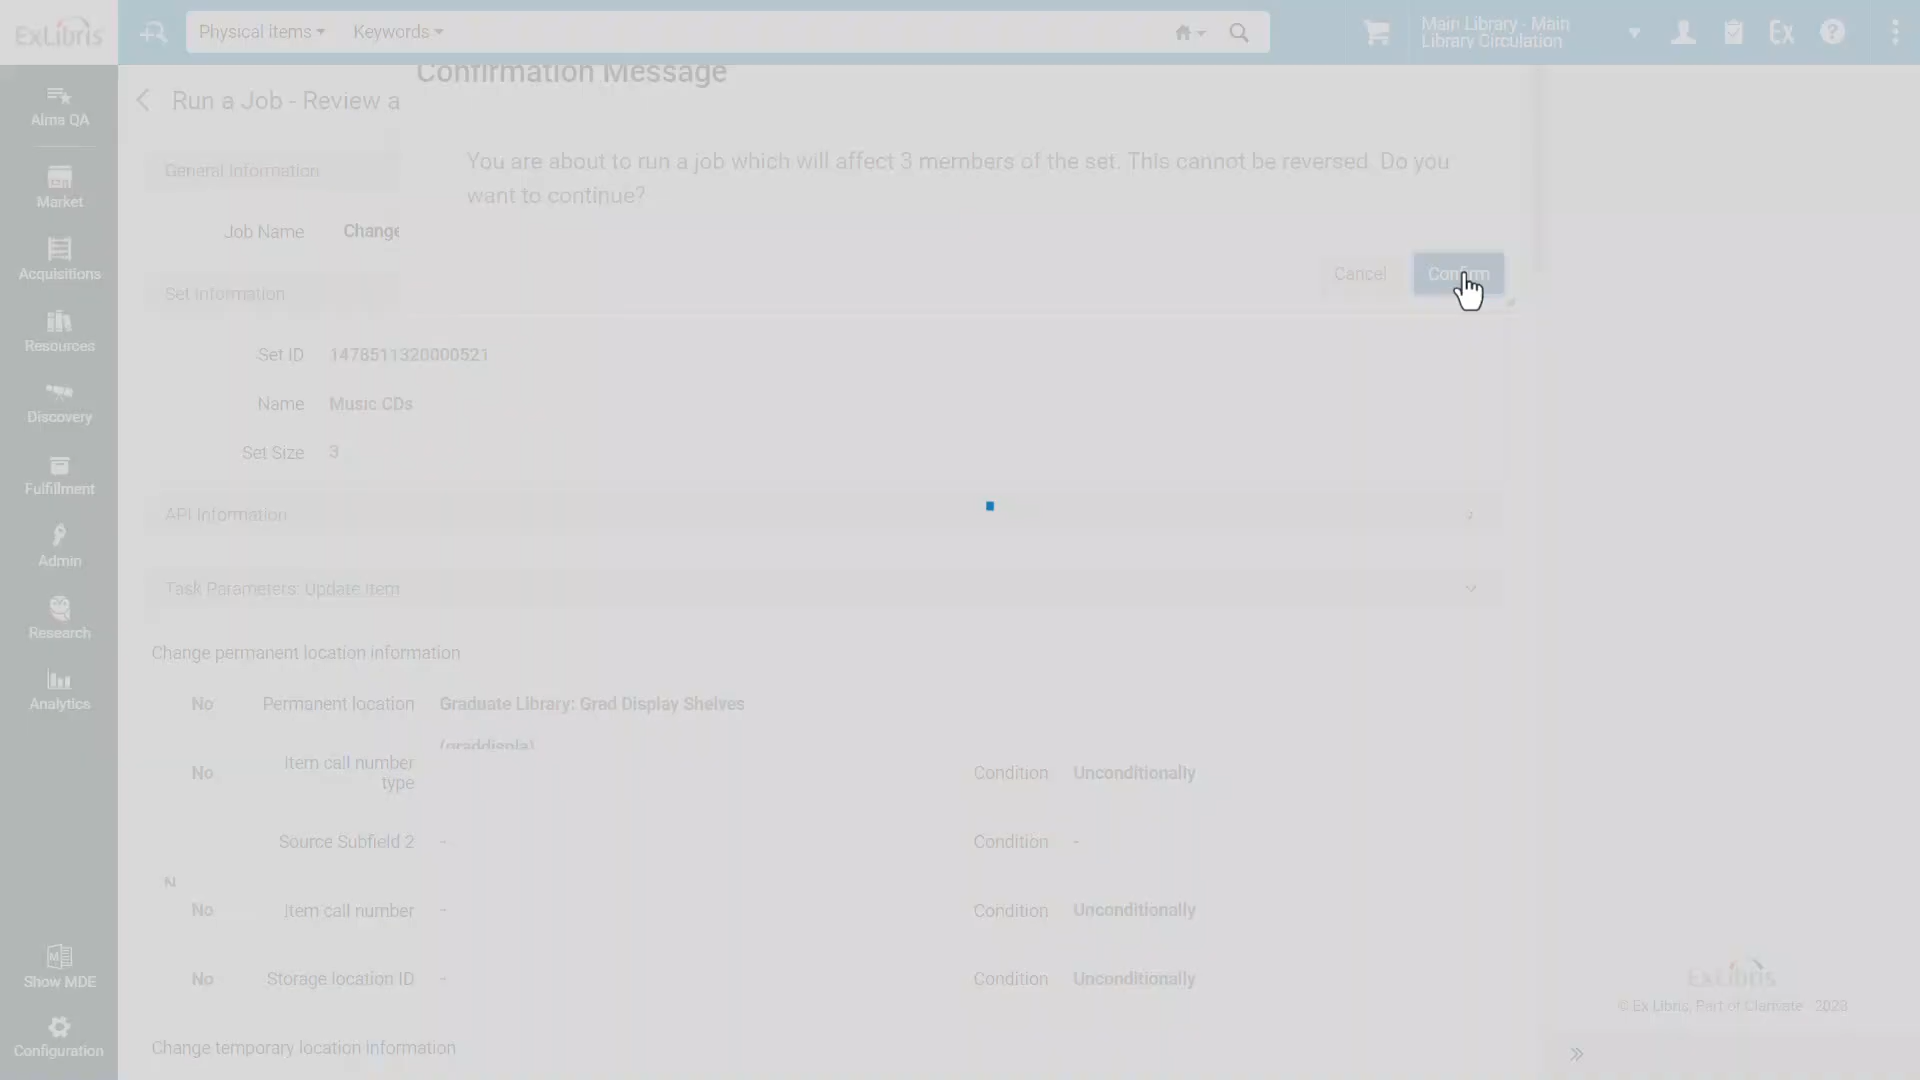 ExLibris
Physical items
Keywords
Main Library - Main
Library Circulation
Ex
?
Alma QA
Market
Acquisitions
Resources
Discovery
Fulfillment
Admin
Research
Analytics
Show MDE
Configuration
Confirmation Message
Run a Job - Review a
You are about to run a job which will affect 3 members of the set. This cannot be reversed. Do you
want to continue?
Cancel
Confirm
General Information
Job Name Change
Set Information
Set ID 1478511320000521
Name Music CDs
Set Size 3
API Information
Task Parameters: Update Item
Change permanent location information
No Permanent location Graduate Library: Grad Display Shelves
(graddispla)
No Item call number
type
Condition Unconditionally
Source Subfield 2 - Condition -
N
No Item call number - Condition Unconditionally
No Storage location ID - Condition Unconditionally
Change temporary location information
ExLibris
© Ex Libris, Part of Clarivate 2023